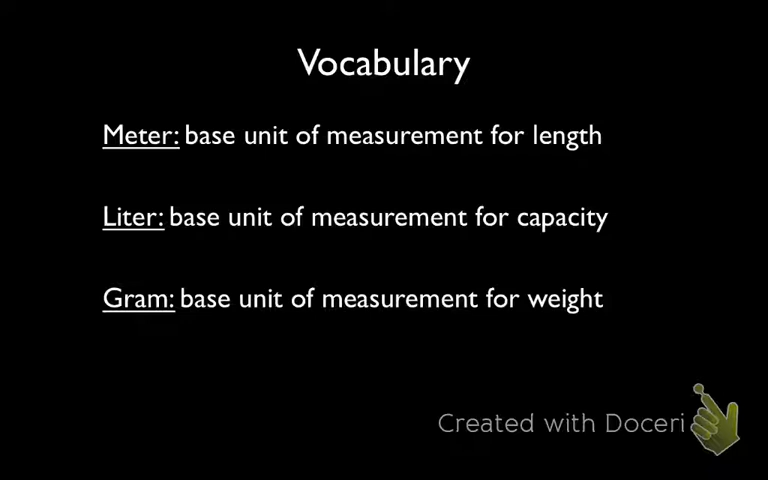 Vocabulary
Meter: base unit of measurement for length
Liter: base unit of measurement for capacity
Gram: base unit of measurement for weight
Created with Doceri